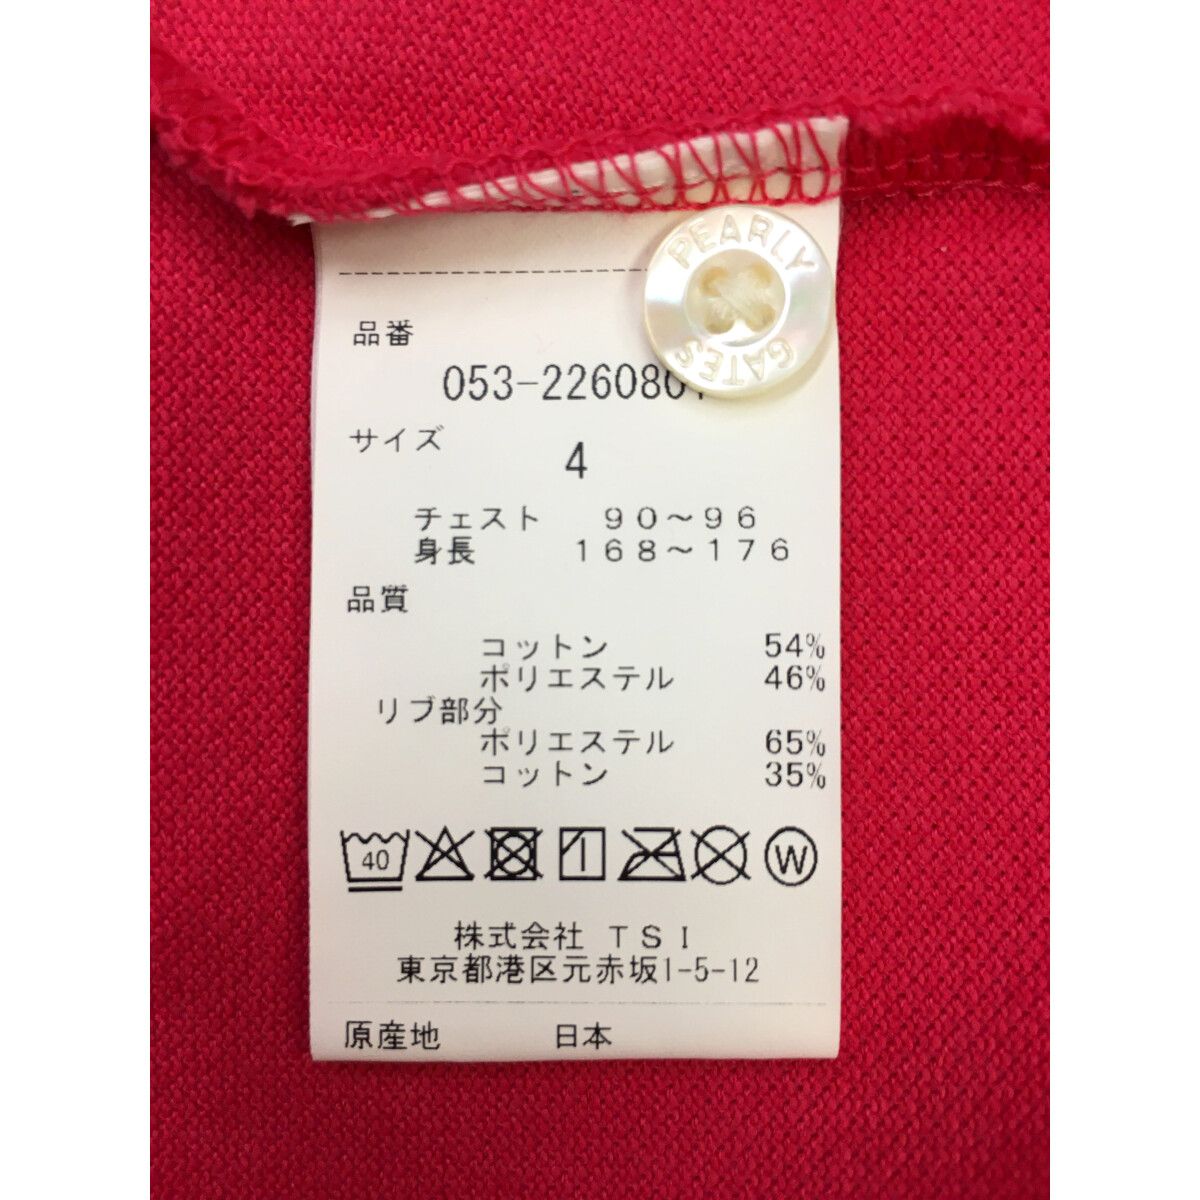 PEARLY
GATES
品番
053-2260801
サイズ
4
チェスト 90～96
身長 168～176
品質
コットン 54%
ポリエステル 46%
リブ部分
ポリエステル 65%
コットン 35%
40
W
株式会社 TSI
東京都港区元赤坂1-5-12
原産地 日本